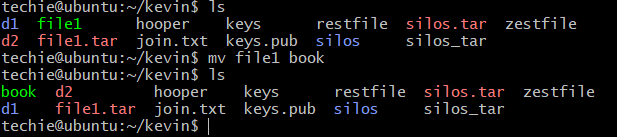 techie@ubuntu:~/kevin$ ls
d1  file1      hooper    keys      restfile  silos.tar  zestfile
d2  file1.tar  join.txt  keys.pub  silos     silos_tar
techie@ubuntu:~/kevin$ mv file1 book
techie@ubuntu:~/kevin$ ls
book  d2         hooper    keys      restfile  silos.tar  zestfile
d1    file1.tar  join.txt  keys.pub  silos     silos_tar
techie@ubuntu:~/kevin$